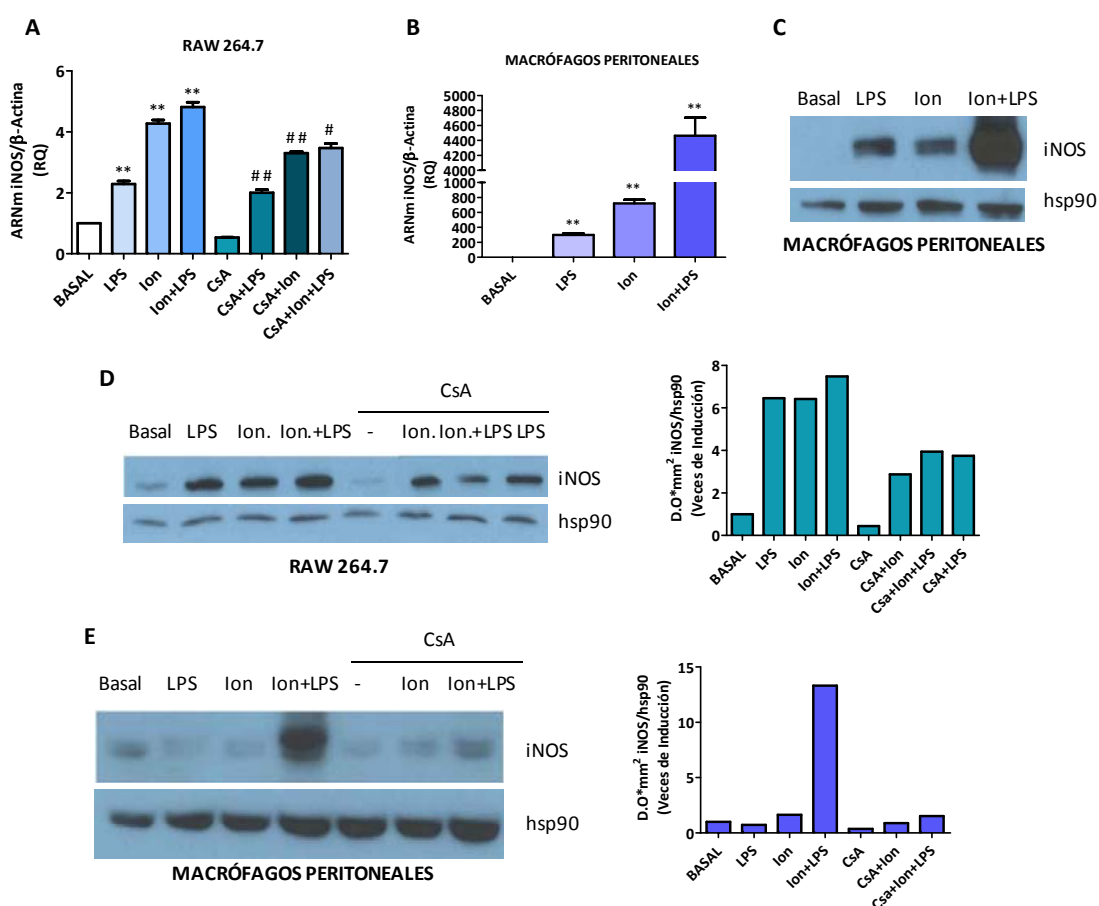 A
RAW 264.7
ARNm iNOS/β-Actina
(RQ)
6
4
2
0
BASAL
LPS
Ion
Ion+LPS
CsA
CsA+LPS
CsA+Ion
CsA+Ion+LPS
**
**
**
##
##
#
B
MACRÓFAGOS PERITONEALES
ARNm iNOS/β-Actina
(RQ)
5000
4800
4600
4400
4200
4000
800
600
400
200
0
**
**
**
BASAL
LPS
Ion
Ion+LPS
C
Basal LPS Ion Ion+LPS
iNOS
hsp90
MACRÓFAGOS PERITONEALES
D
CsA
Basal LPS Ion. Ion.+LPS - Ion. Ion.+LPS LPS
iNOS
hsp90
RAW 264.7
D.O*mm² iNOS/hsp90
(Veces de Inducción)
8
6
4
2
0
BASAL
LPS
Ion
Ion+LPS
CsA
CsA+Ion
Csa+Ion+LPS
CsA+LPS
E
CsA
Basal LPS Ion Ion+LPS - Ion Ion+LPS
iNOS
hsp90
MACRÓFAGOS PERITONEALES
D.O*mm² iNOS/hsp90
(Veces de Inducción)
15
10
5
0
BASAL
LPS
Ion
Ion+LPS
CsA
CsA+Ion
Csa+Ion+LPS